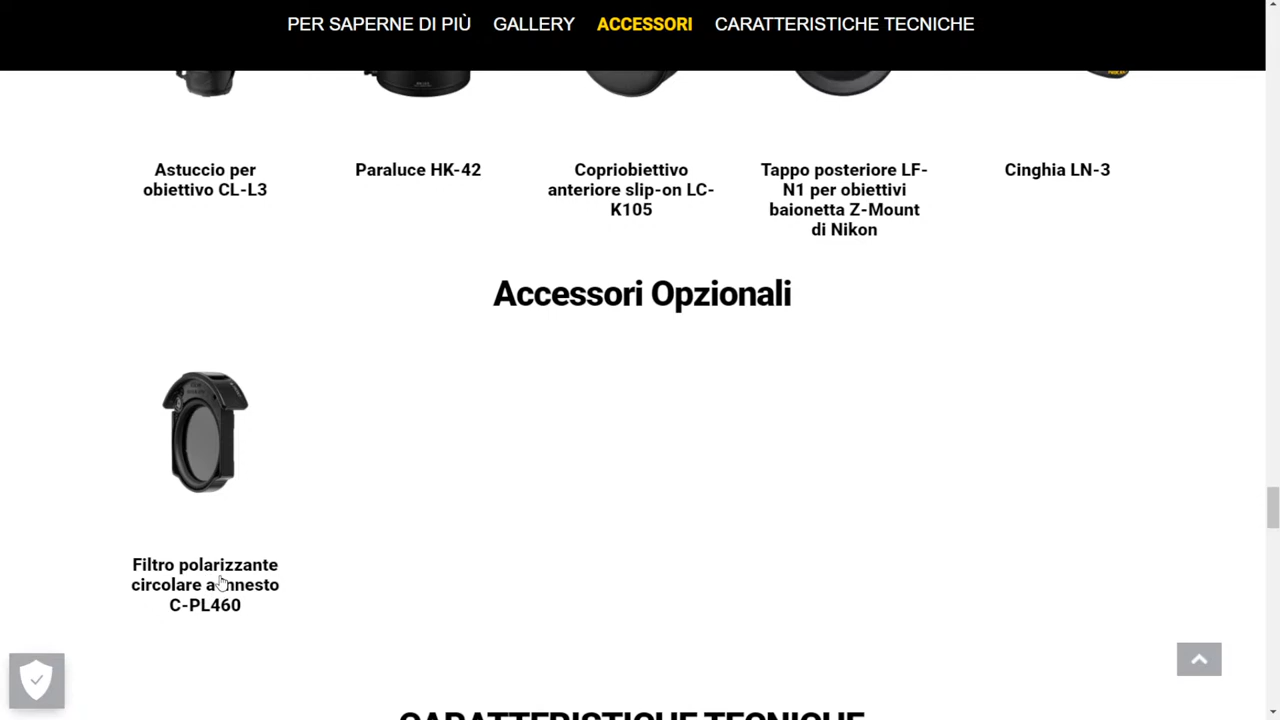 PER SAPERNE DI PIÙ GALLERY ACCESSORI CARATTERISTICHE TECNICHE
Astuccio per
obiettivo CL-L3
Paraluce HK-42
Copriobiettivo
anteriore slip-on LC-
K105
Tappo posteriore LF-
N1 per obiettivi
baionetta Z-Mount
di Nikon
Cinghia LN-3
Accessori Opzionali
Filtro polarizzante
circolare a innesto
C-PL460
CARATTERISTICHE TECNICHE